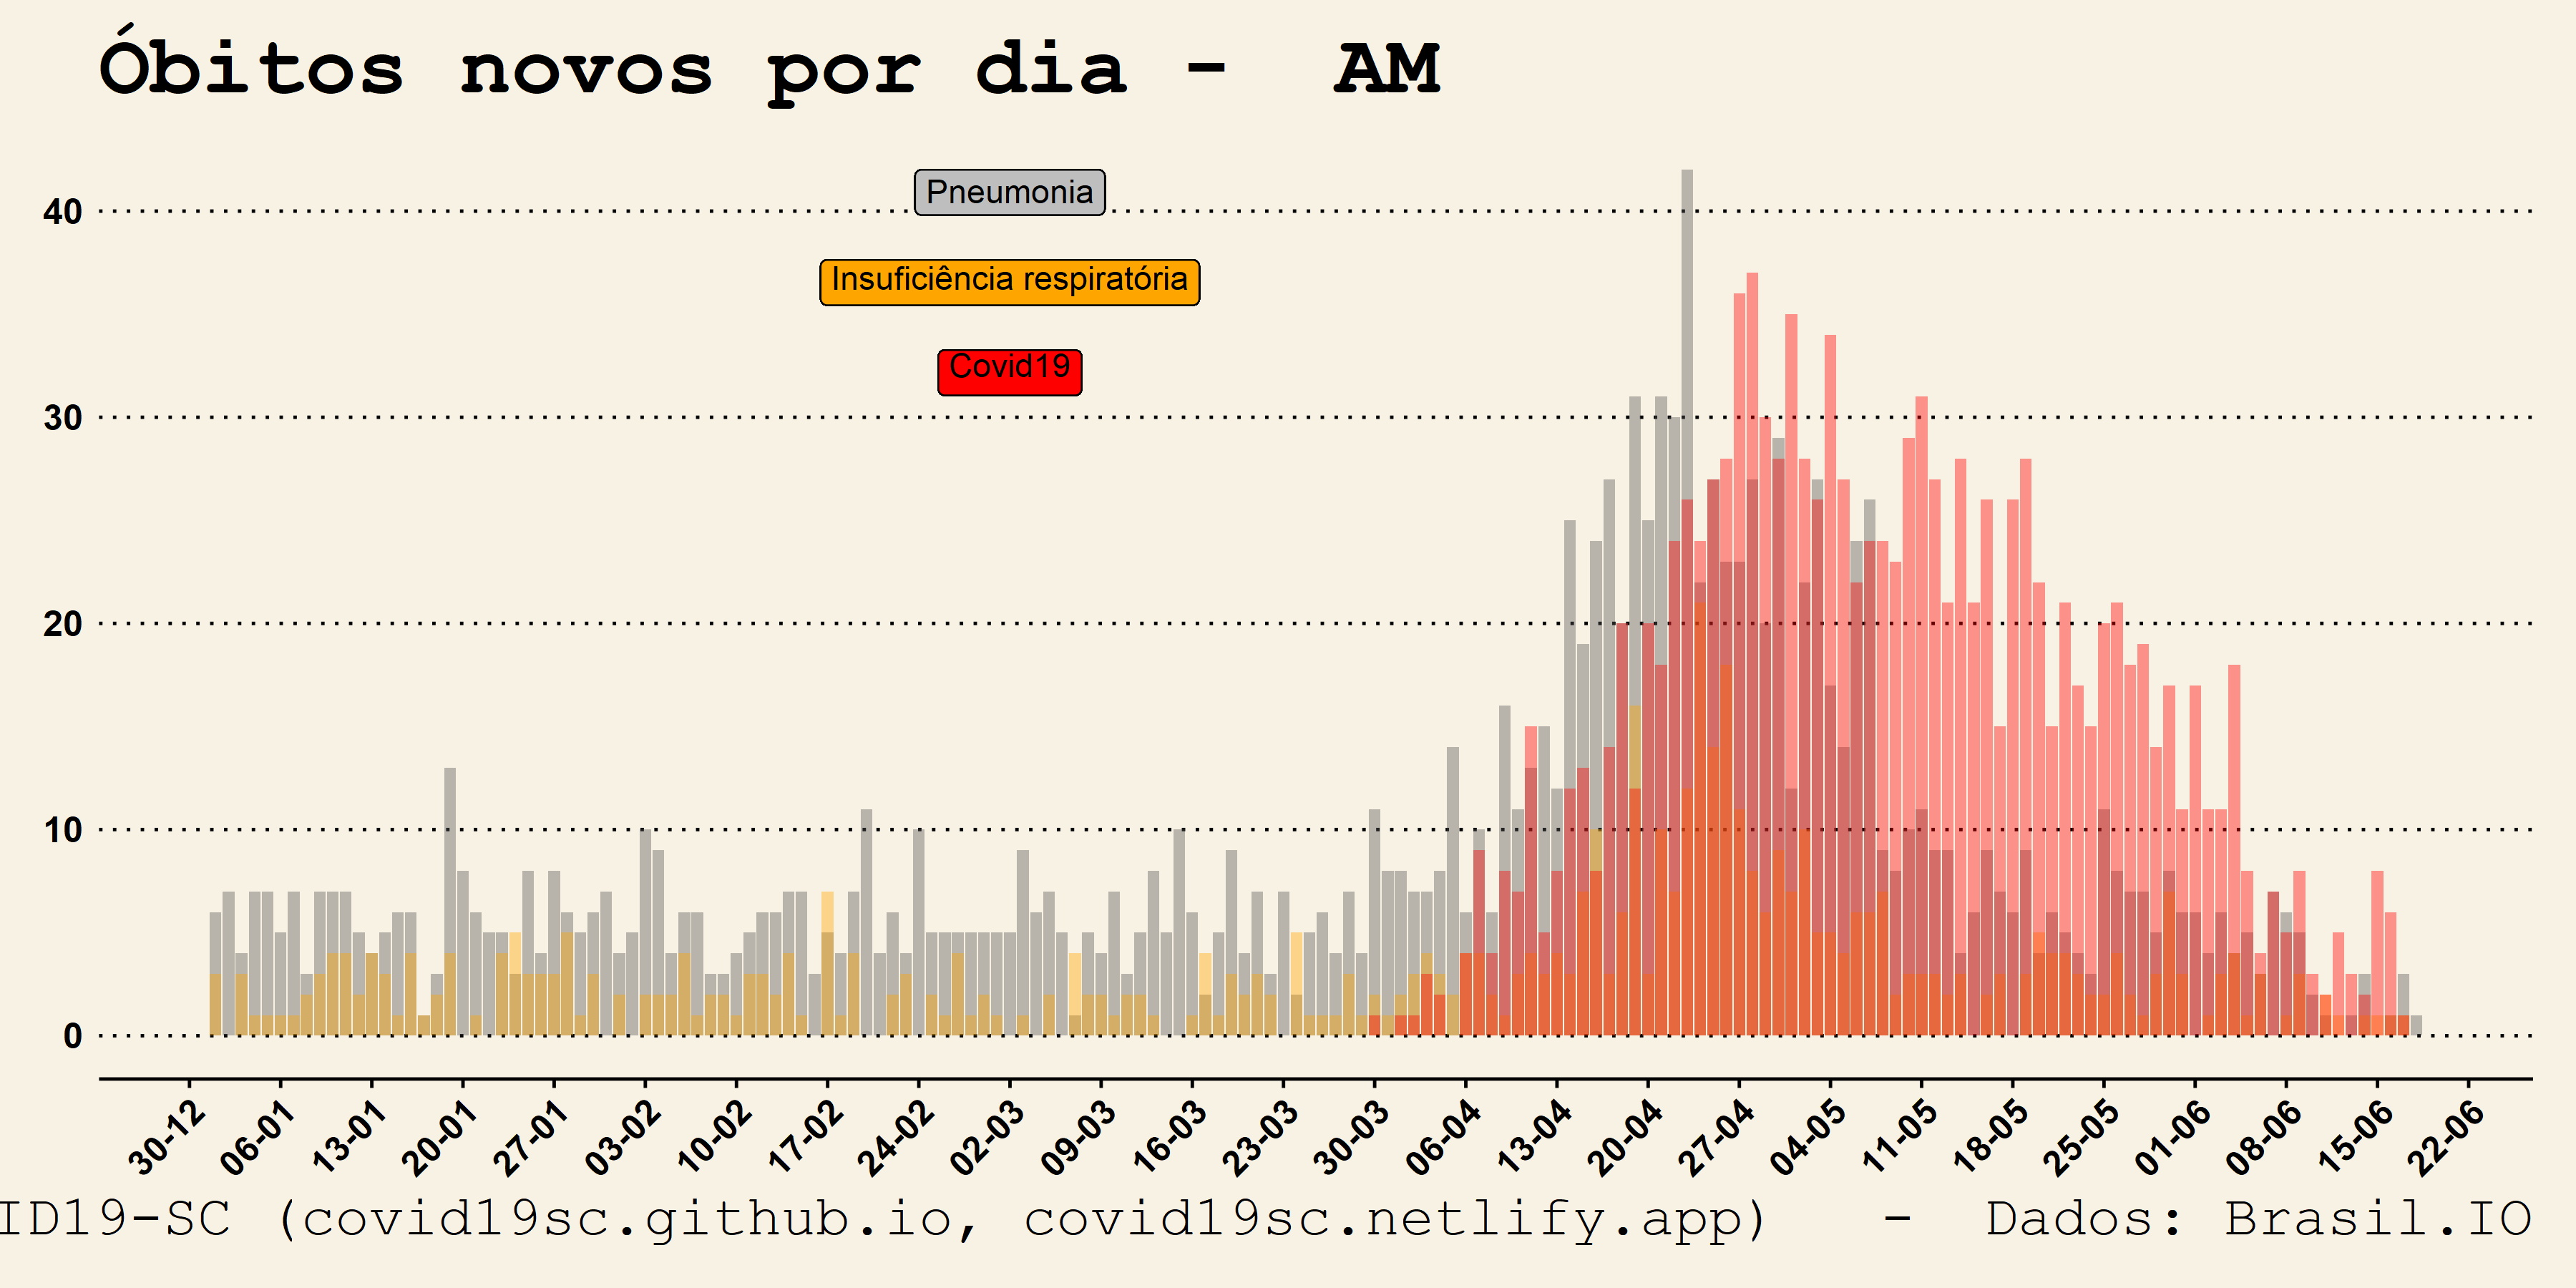 Óbitos novos por dia - AM
Pneumonia
Insuficiência respiratória
Covid19
40
30
20
10
0
30-12 06-01 13-01 20-01 27-01 03-02 10-02 17-02 24-02 02-03 09-03 16-03 23-03 30-03 06-04 13-04 20-04 27-04 04-05 11-05 18-05 25-05 01-06 08-06 15-06 22-06
ID19-SC (covid19sc.github.io, covid19sc.netlify.app) - Dados: Brasil.IO